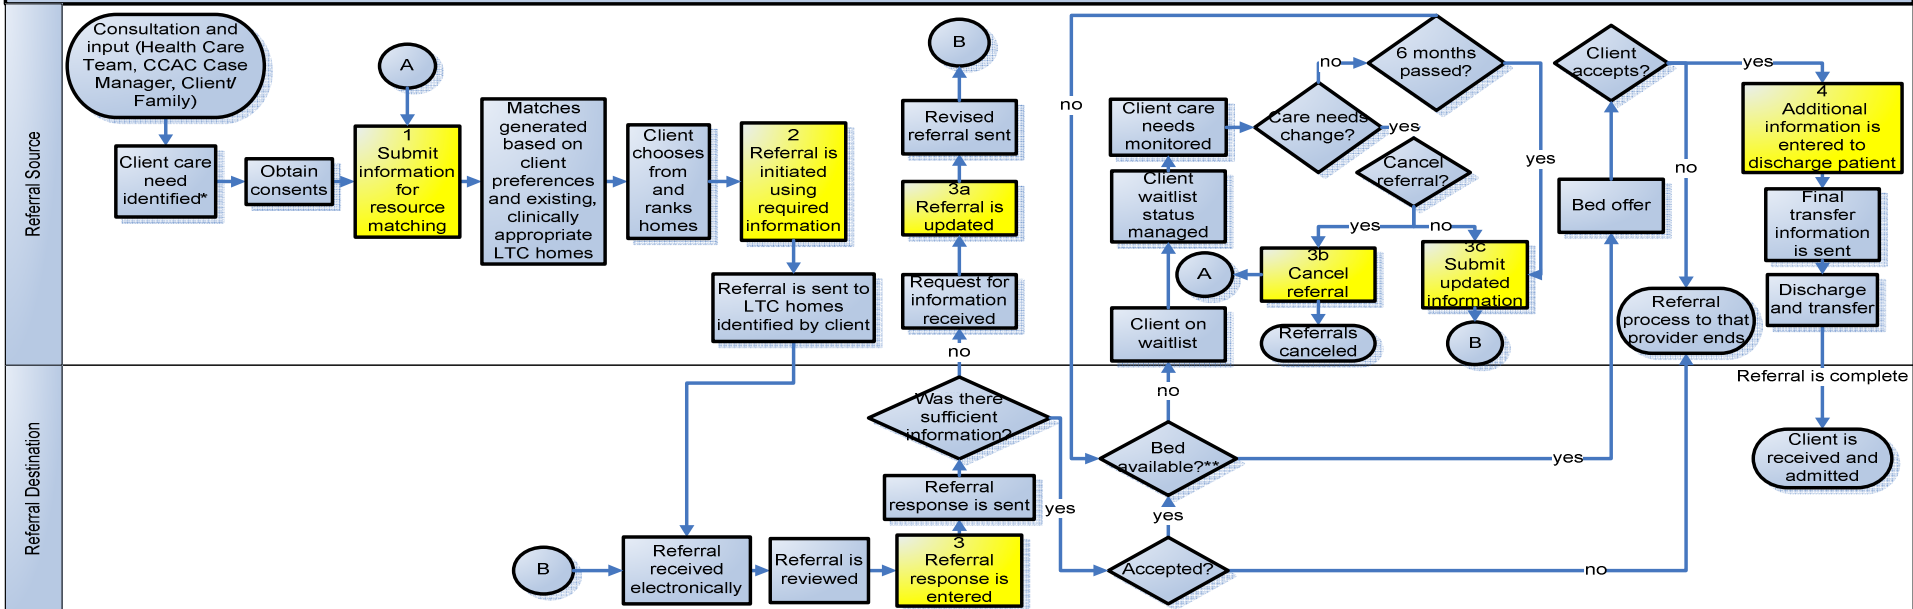 Referral Source
Consultation and
input (Health Care
Team, CCAC Case
Manager, Client/
Family)
Client care
need
identified*
Obtain
consents
A
1
Submit
information
for
resource
matching
Matches
generated
based on
client
preferences
and existing,
clinically
appropriate
LTC homes
Client
chooses
from
and
ranks
homes
2
Referral is
initiated
using
required
information
Referral is sent to
LTC homes
identified by client
B
Revised
referral sent
3a
Referral is
updated
Request for
information
received
no
no
Client care
needs
monitored
Client
waitlist
status
managed
Client on
waitlist
Care needs
change?
no
yes
6 months
passed?
yes
Cancel
referral?
yes
no
A
3b
Cancel
referral
Referrals
canceled
3c
Submit
updated
information
B
Client
accepts?
yes
no
Bed offer
Referral
process to that
provider ends
4
Additional
information is
entered to
discharge patient
Final
transfer
information
is sent
Discharge
and transfer
Referral is complete
Referral Destination
B
Referral
received
electronically
Referral is
reviewed
3
Referral
response is
entered
Referral
response is sent
Was there
sufficient
information?
yes
Accepted?
yes
no
Bed
available?**
no
yes
Client is
received and
admitted